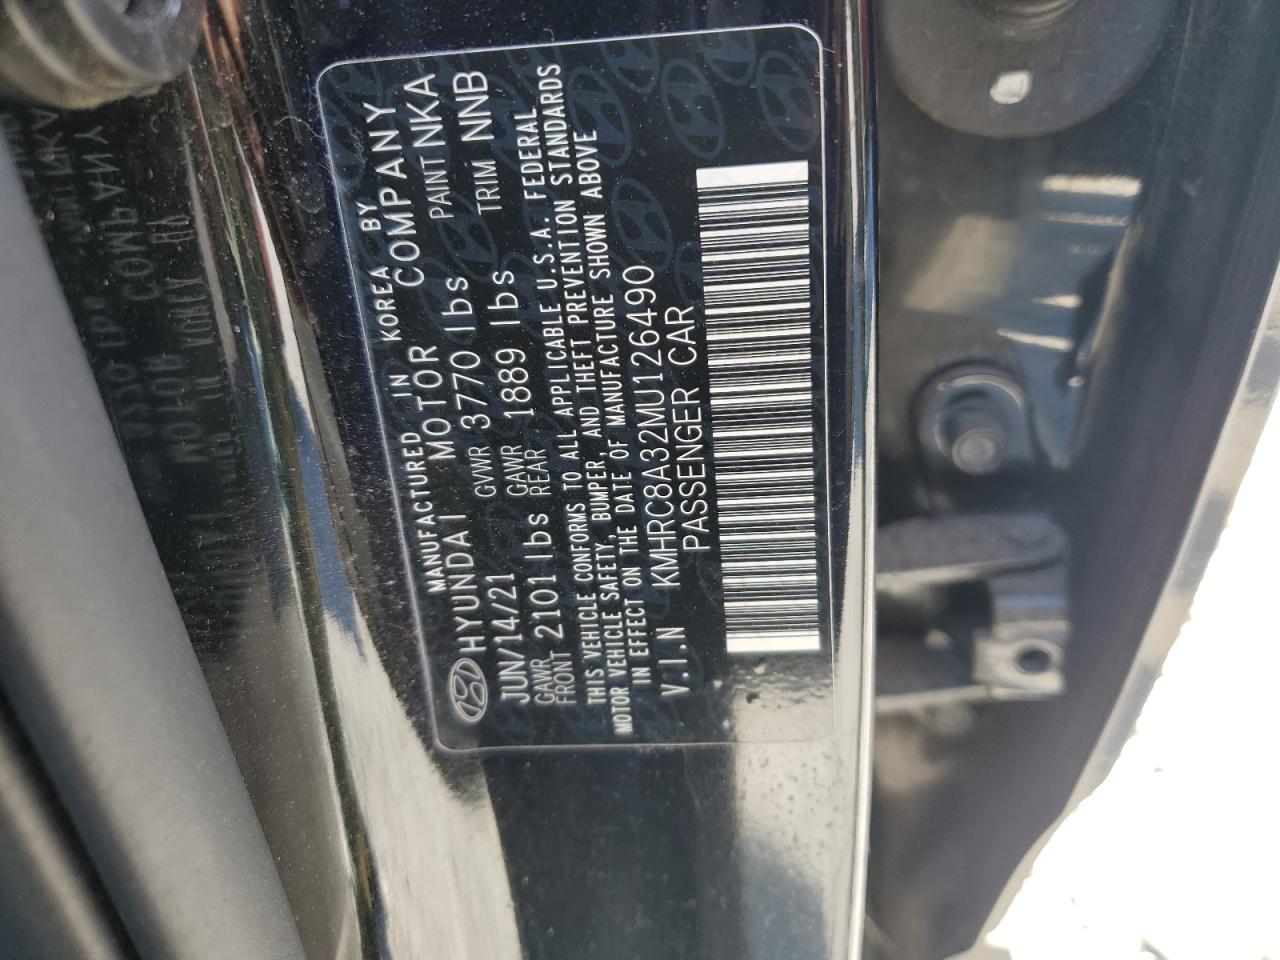 MANUFACTURED IN KOREA BY
HYUNDAI MOTOR COMPANY
JUN/14/21 GVWR 3770 lbs PAINT NKA
GAWR FRONT 2101 lbs GAWR REAR 1889 lbs TRIM NNB
THIS VEHICLE CONFORMS TO ALL APPLICABLE U.S.A. FEDERAL
MOTOR VEHICLE SAFETY, BUMPER, AND THEFT PREVENTION STANDARDS
IN EFFECT ON THE DATE OF MANUFACTURE SHOWN ABOVE
V.I.N KMHRC8A32MU126490
PASSENGER CAR